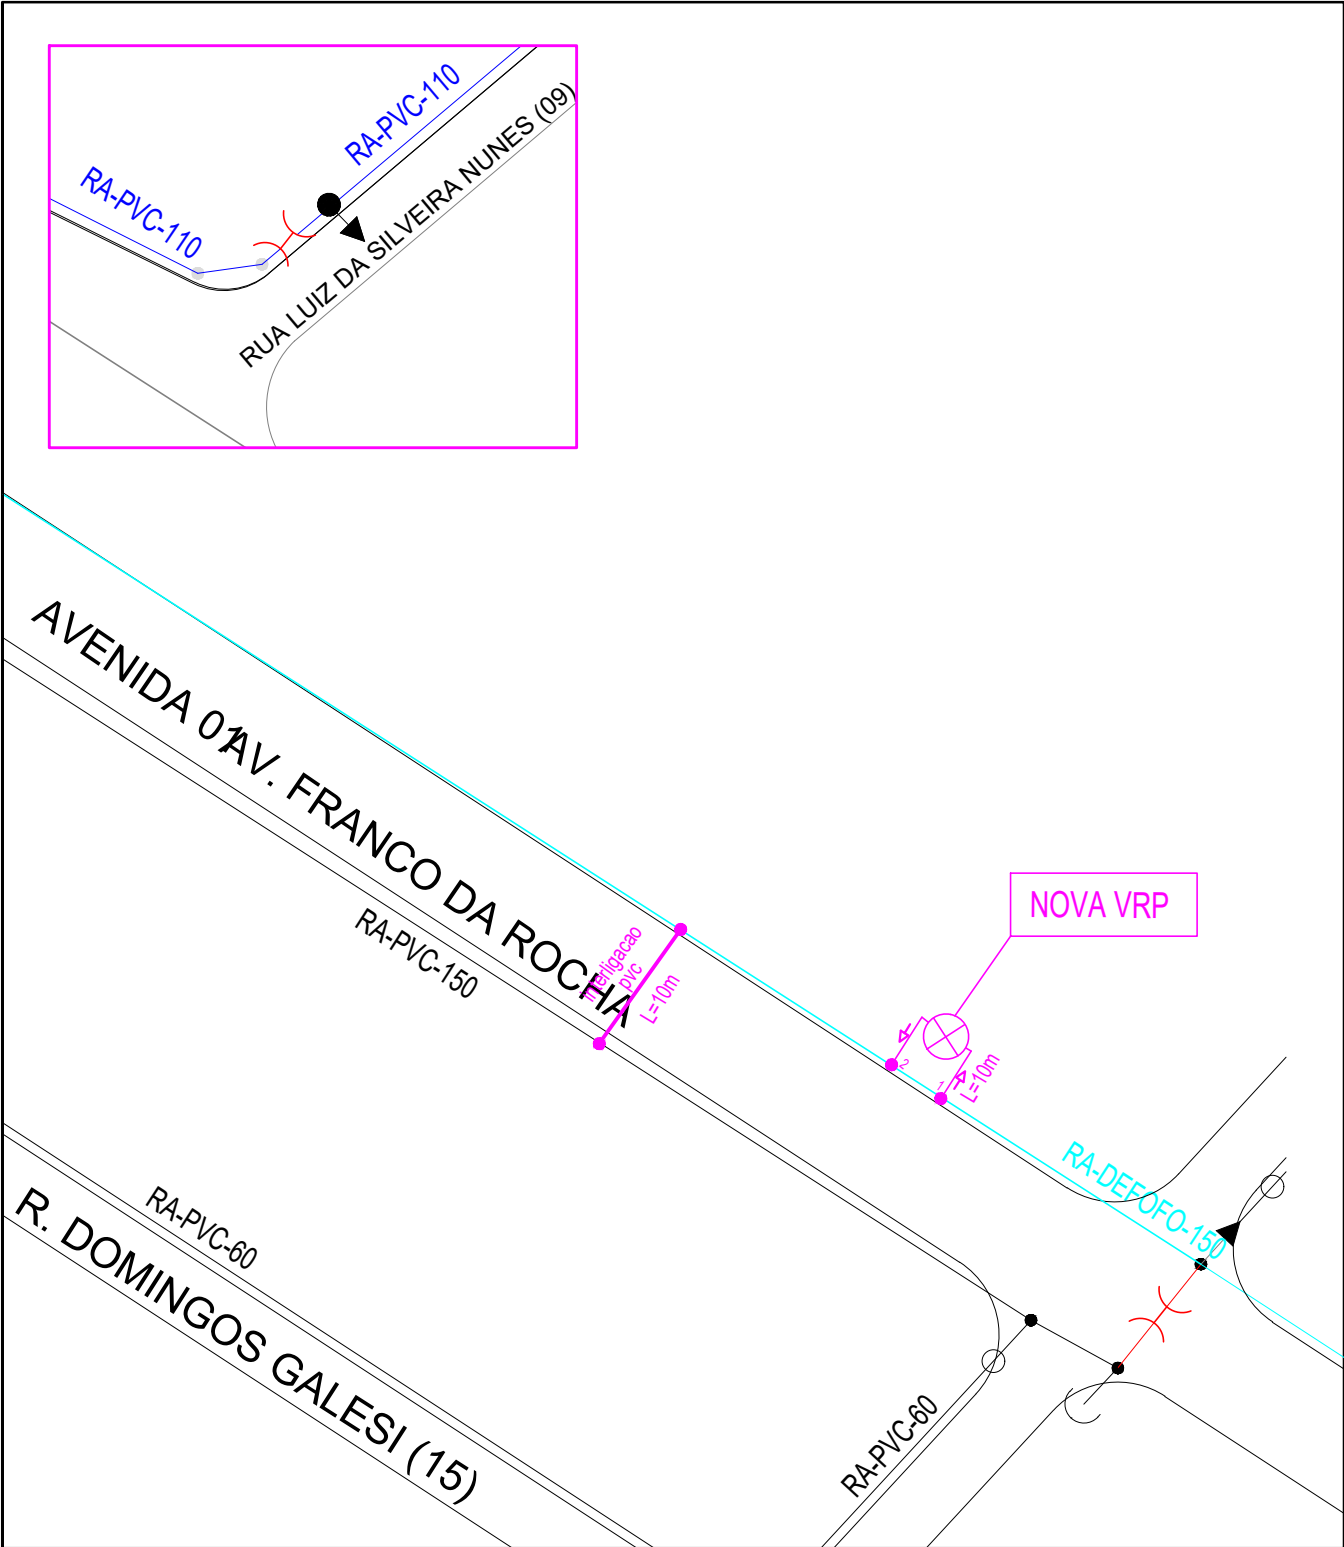 RA-PVC-110
RA-PVC-110
RUA LUIZ DA SILVEIRA NUNES (09)
AVENIDA 01
AV. FRANCO DA ROCHA
RA-PVC-150
Interligacao
pvc
L=10m
NOVA VRP
2
1
L=10m
RA-DEFOFO-150
RA-PVC-60
R. DOMINGOS GALESI (15)
RA-PVC-60